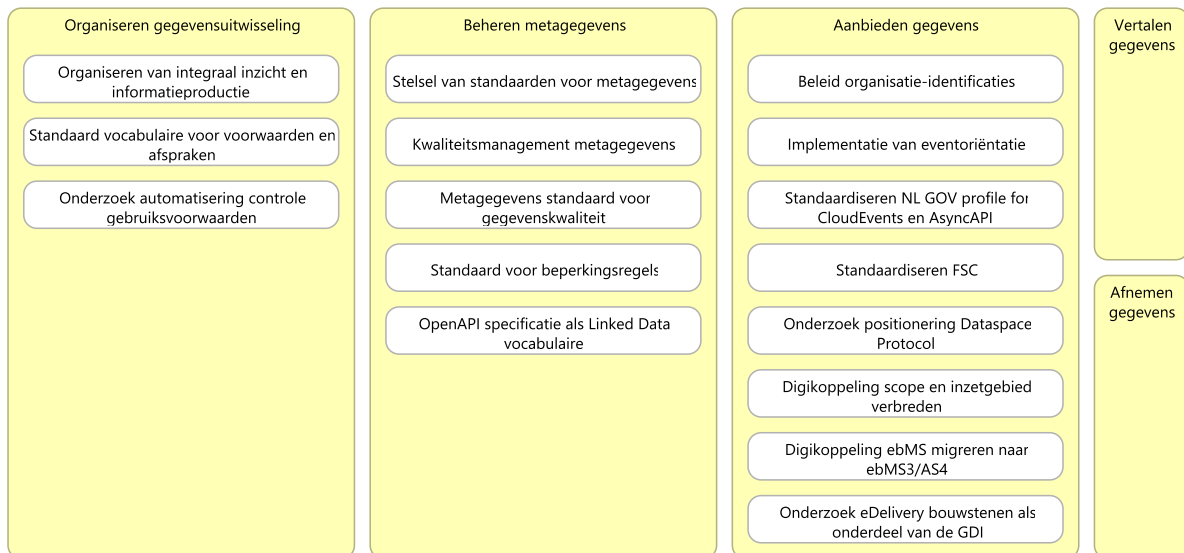 Organiseren gegevensuitwisseling
Organiseren van integraal inzicht en
informatieproductie
Standaard vocabulaire voor voorwaarden en
afspraken
Onderzoek automatisering controle
gebruiksvoorwaarden
Beheren metagegevens
Stelsel van standaarden voor metagegevens
Kwaliteitsmanagement metagegevens
Metagegevens standaard voor
gegevenskwaliteit
Standaard voor beperkingsregels
OpenAPI specificatie als Linked Data
vocabulaire
Aanbieden gegevens
Beleid organisatie-identificaties
Implementatie van eventoriëntatie
Standaardiseren NL GOV profile for
CloudEvents en AsyncAPI
Standaardiseren FSC
Onderzoek positionering Dataspace
Protocol
Digikoppeling scope en inzetgebied
verbreden
Digikoppeling ebMS migreren naar
ebMS3/AS4
Onderzoek eDelivery bouwstenen als
onderdeel van de GDI
Vertalen
gegevens
Afnemen
gegevens